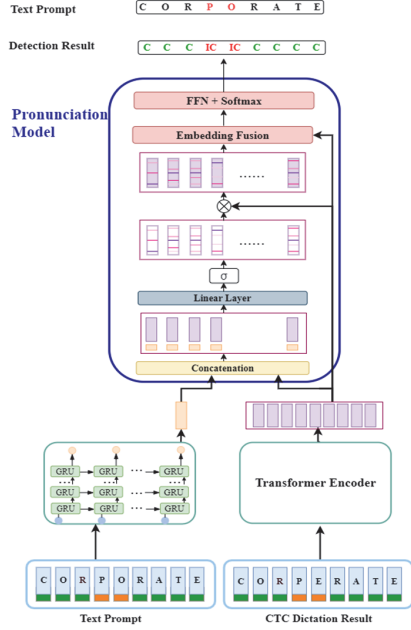 Text Prompt C O R P O R A T E
Detection Result C C C IC IC C C C C
Pronunciation
Model
FFN + Softmax
Embedding Fusion
......
⊗
......
σ
Linear Layer
Concatenation
GRU GRU ... GRU
... ...
GRU GRU ... GRU
GRU GRU ... GRU
Transformer Encoder
C O R P O R A T E
C O R P E R A T E
Text Prompt
CTC Dictation Result